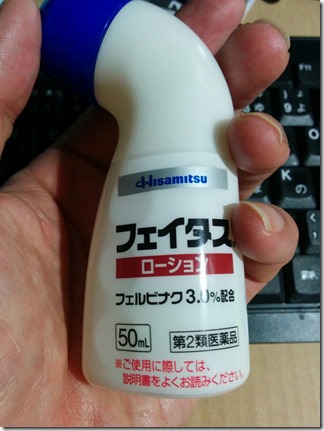 Hisamitsu
フェイタス
ローション
フェルビナク3.0%配合
50mL
第2類医薬品
※ご使用に際しては、
説明書をよくお読みください。
F11